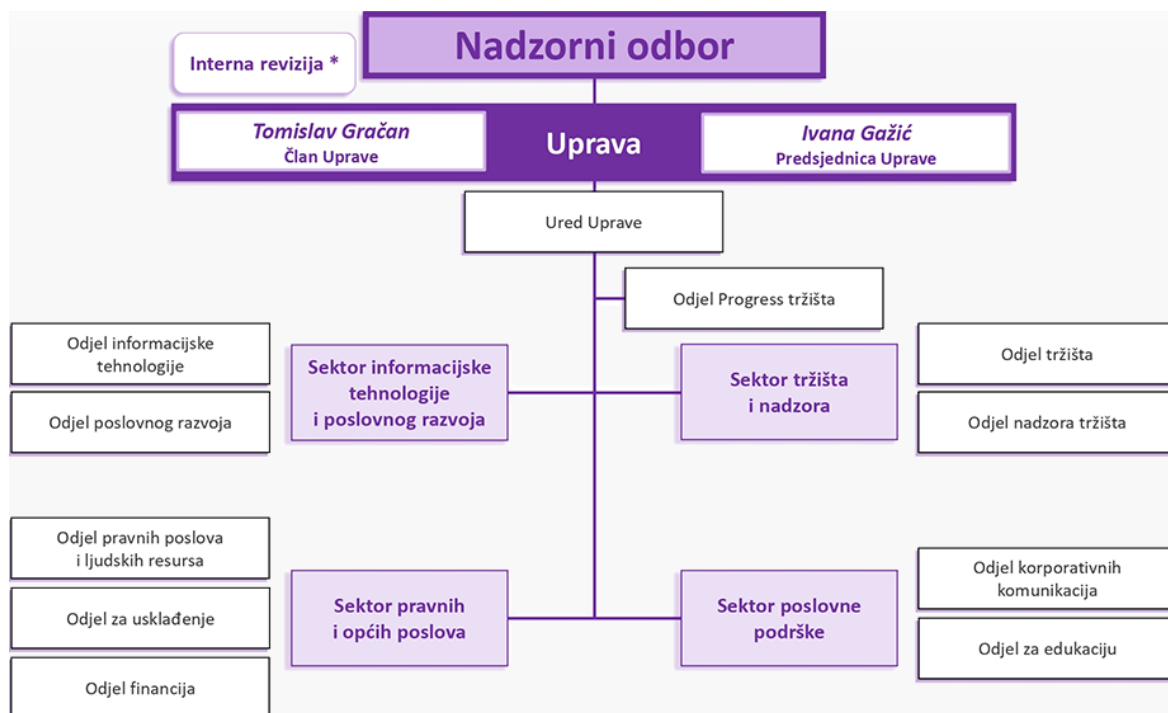 Nadzorni odbor
Interna revizija *
Tomislav Gračan
Član Uprave
Uprava
Ivana Gažić
Predsjednica Uprave
Ured Uprave
Odjel Progress tržišta
Odjel informacijske
tehnologije
Odjel poslovnog razvoja
Sektor informacijske
tehnologije
i poslovnog razvoja
Sektor tržišta
i nadzora
Odjel tržišta
Odjel nadzora tržišta
Odjel pravnih poslova
i ljudskih resursa
Odjel za usklađenje
Odjel financija
Sektor pravnih
i općih poslova
Sektor poslovne
podrške
Odjel korporativnih
komunikacija
Odjel za edukaciju